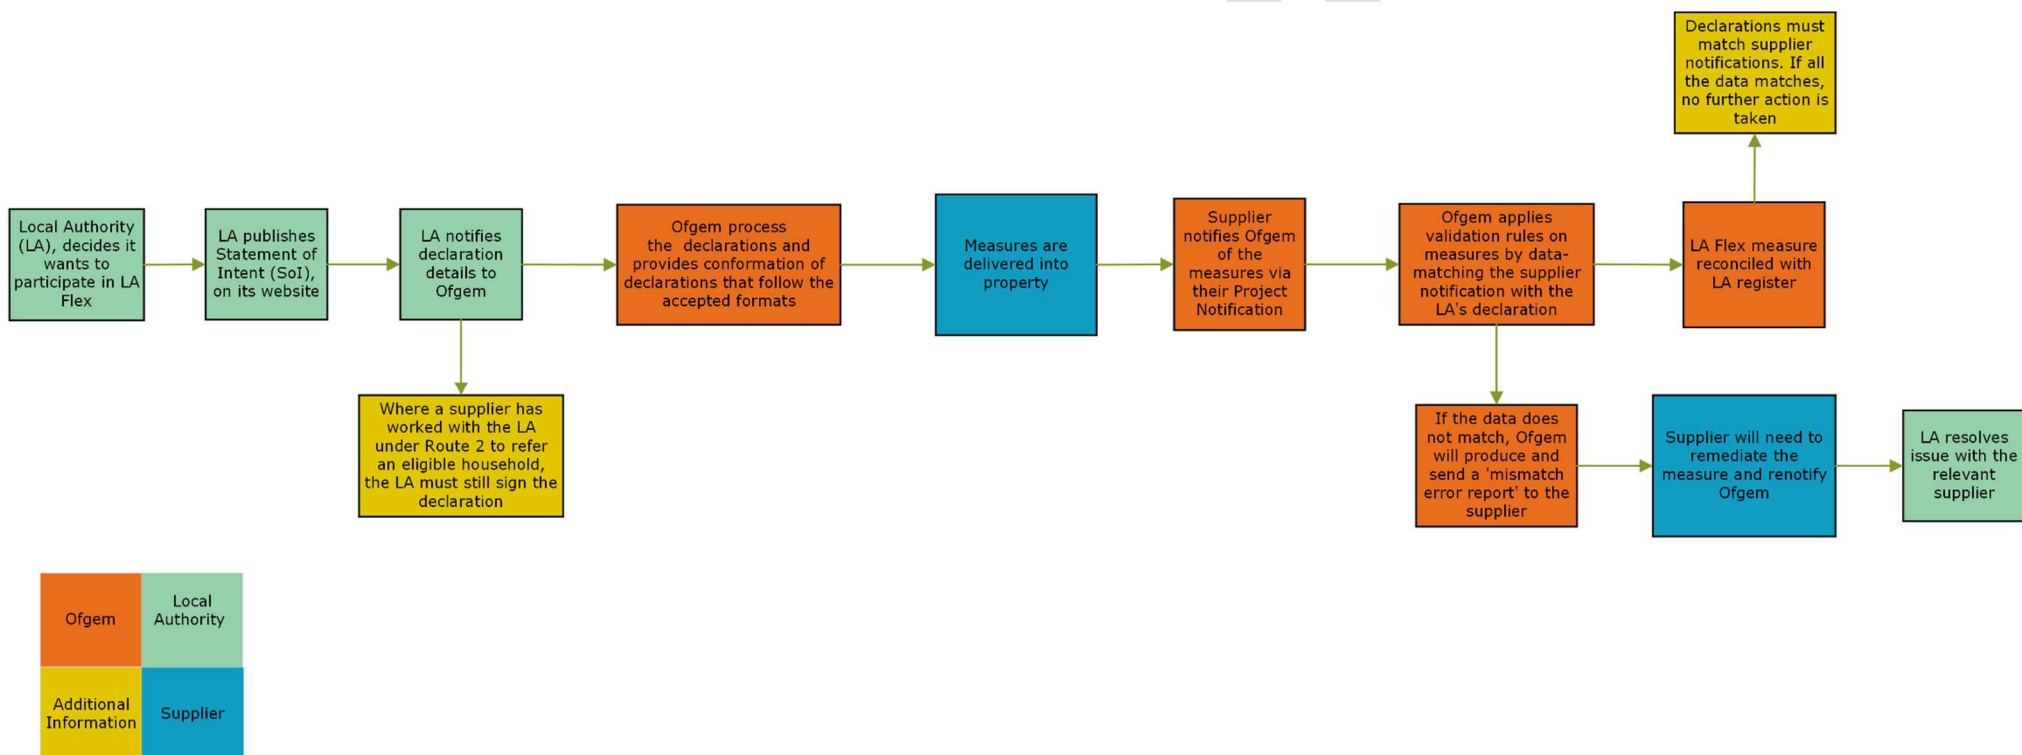 Declarations must
match supplier
notifications. If all
the data matches,
no further action is
taken
Local Authority
(LA), decides it
wants to
participate in LA
Flex
LA publishes
Statement of
Intent (SoI),
on its website
LA notifies
declaration
details to
Ofgem
Ofgem process
the declarations and
provides conformation of
declarations that follow the
accepted formats
Measures are
delivered into
property
Supplier
notifies Ofgem
of the
measures via
their Project
Notification
Ofgem applies
validation rules on
measures by data-
matching the supplier
notification with the
LA's declaration
LA Flex measure
reconciled with
LA register
Where a supplier has
worked with the LA
under Route 2 to refer
an eligible household,
the LA must still sign the
declaration
If the data does
not match, Ofgem
will produce and
send a 'mismatch
error report' to the
supplier
Supplier will need to
remediate the
measure and renotify
Ofgem
LA resolves
issue with the
relevant
supplier
Ofgem
Local
Authority
Additional
Information
Supplier